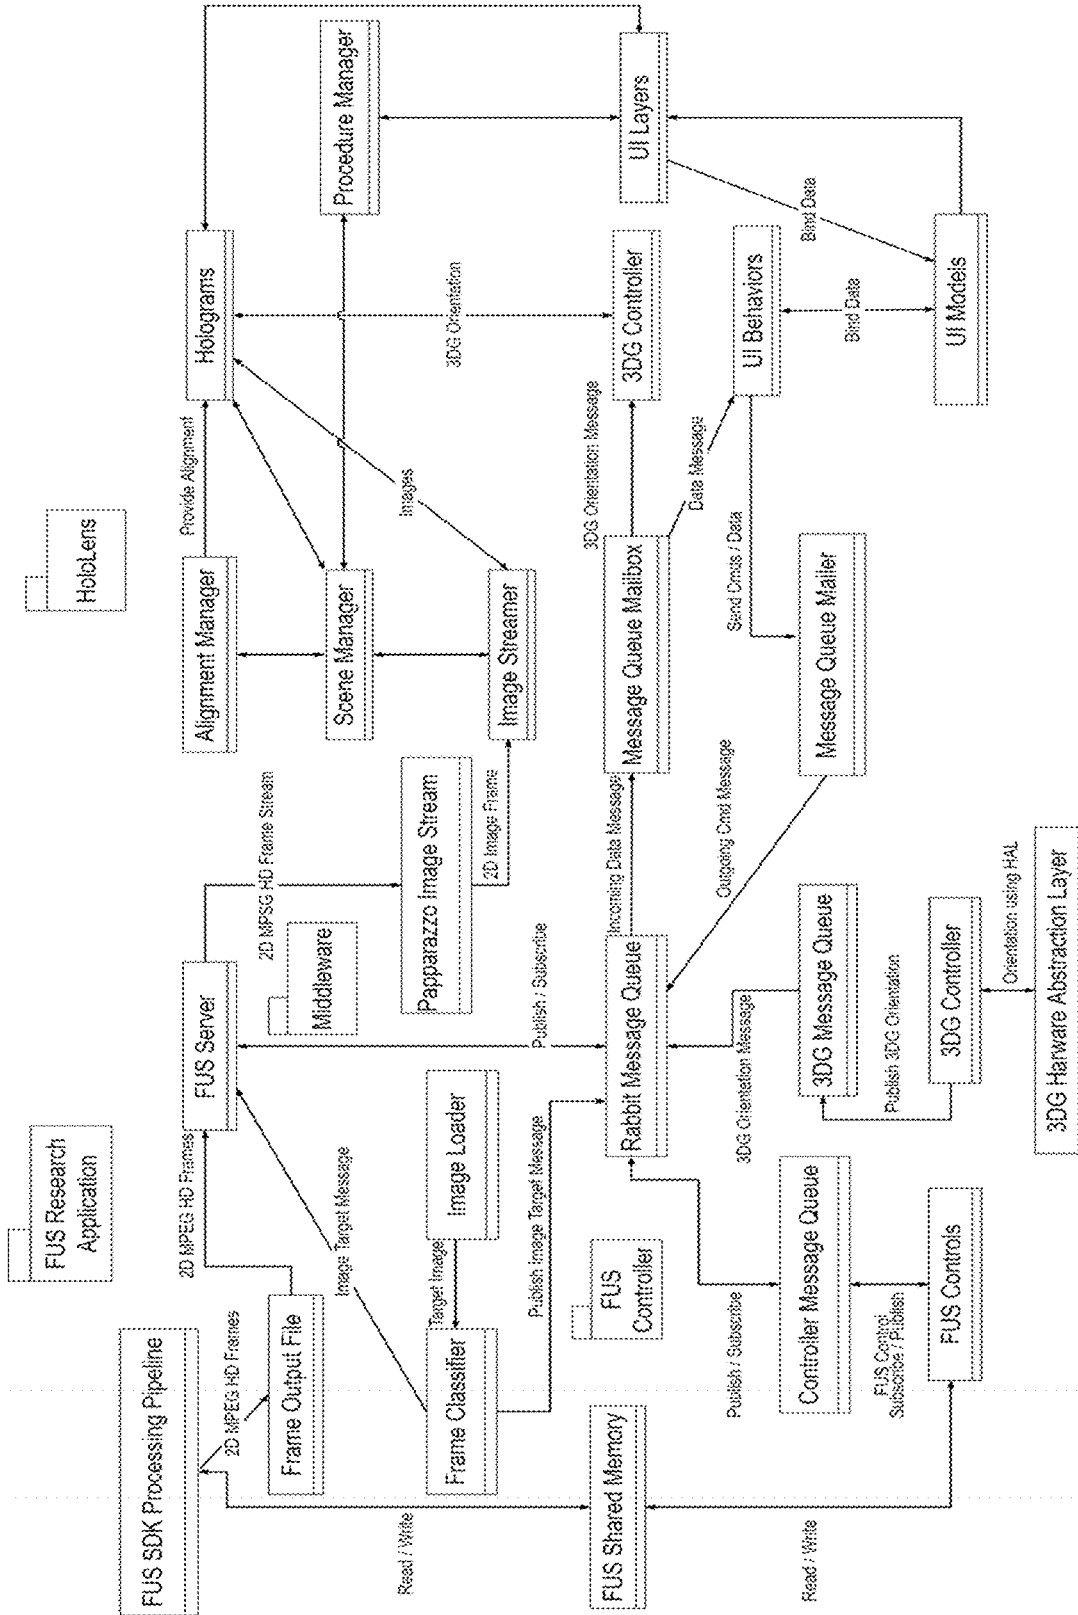 FUS Research
Application
HoloLens
FUS SDK Processing Pipeline
2D MPEG HD Frames
Frame Output File
2D MPEG HD Frames
FUS Server
2D MPSG HD Frame Stream
Alignment Manager
Provide Alignment
Holograms
Middleware
Scene Manager
Procedure Manager
Papparazzo Image Stream
2D Image Frame
Image Streamer
Images
3DG Orientation
Image Target Message
Image Loader
Target Image
Frame Classifier
Publish Image Target Message
Publish / Subscribe
Read / Write
FUS Shared Memory
FUS
Controller
Rabbit Message Queue
Incoming Data Message
Message Queue Mailbox
3DG Orientation Message
3DG Controller
UI Layers
Data Message
Outgoing Cmd Message
Send Cmds / Data
UI Behaviors
Bind Data
Publish / Subscribe
3DG Orientation Message
Controller Message Queue
3DG Message Queue
Message Queue Mailer
Bind Data
Read / Write
FUS Control
Subscribe / Publish
Publish 3DG Orientation
FUS Controls
3DG Controller
UI Models
Orientation using HAL
3DG Harware Abstraction Layer